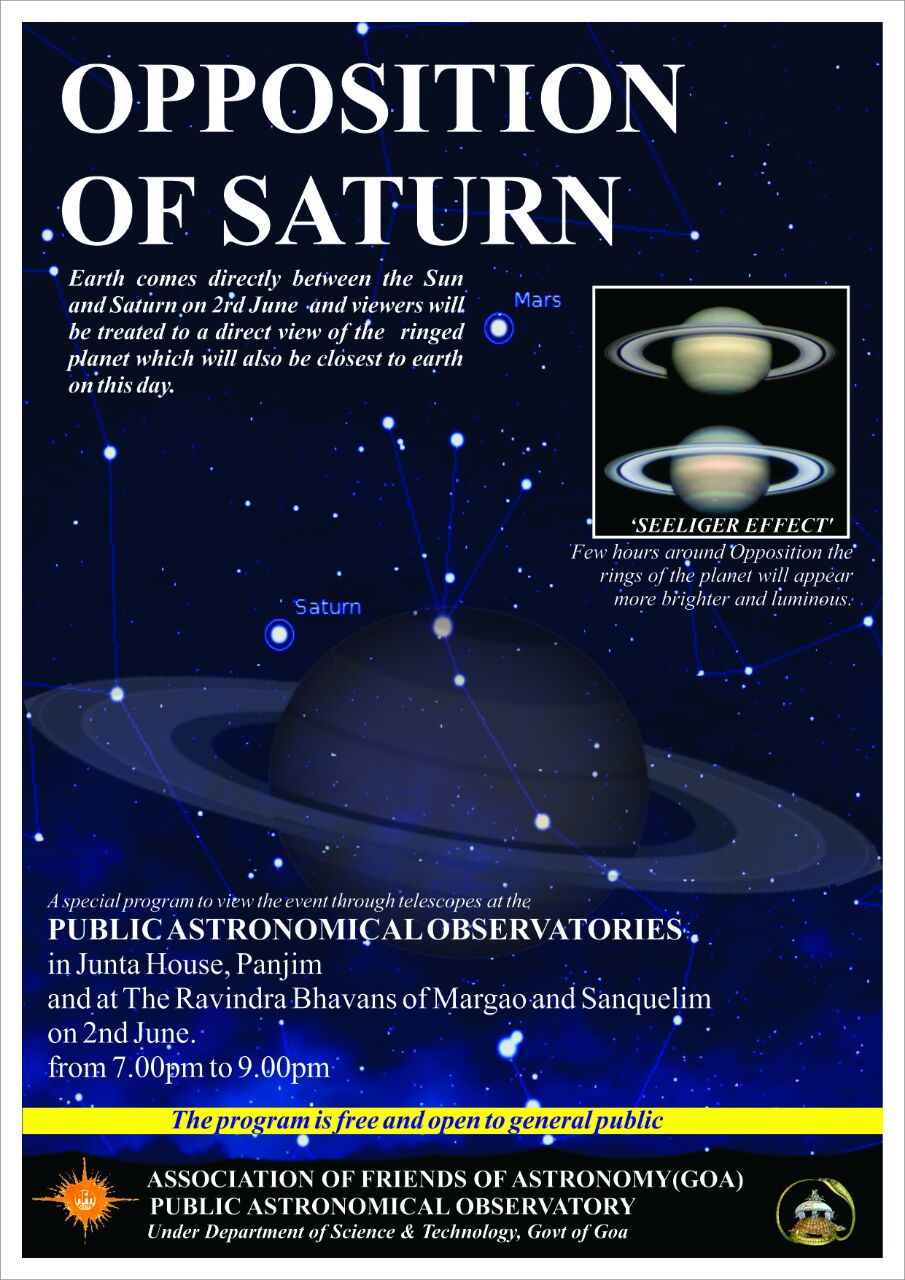 OPPOSITION
OF SATURN
Earth comes directly between the Sun
and Saturn on 2rd June and viewers will
be treated to a direct view of the ringed
planet which will also be closest to earth
on this day.
Mars
'SEELIGER EFFECT'
Few hours around Opposition the
rings of the planet will appear
more brighter and luminous.
Saturn
A special program to view the event through telescopes at the
PUBLIC ASTRONOMICAL OBSERVATORIES
in Junta House, Panjim
and at The Ravindra Bhavans of Margao and Sanquelim
on 2nd June.
from 7.00pm to 9.00pm
The program is free and open to general public
ASSOCIATION OF FRIENDS OF ASTRONOMY(GOA)
PUBLIC ASTRONOMICAL OBSERVATORY
Under Department of Science & Technology, Govt of Goa